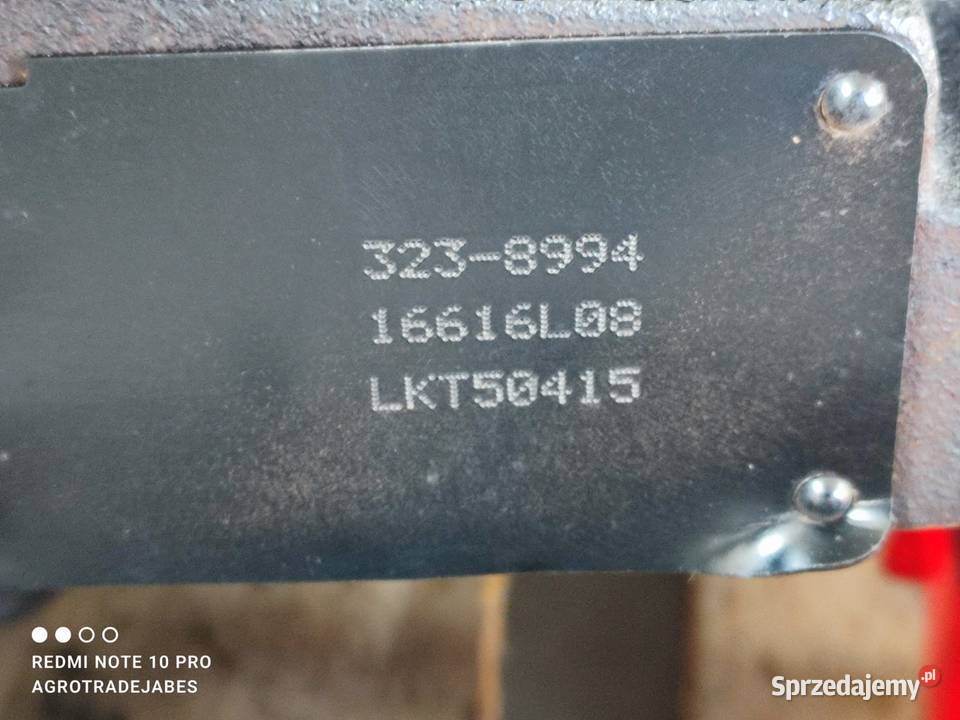 323-8994
16616L08
LKT50415
REDMI NOTE 10 PRO
AGROTRADEJABES
Sprzedajemy.pl